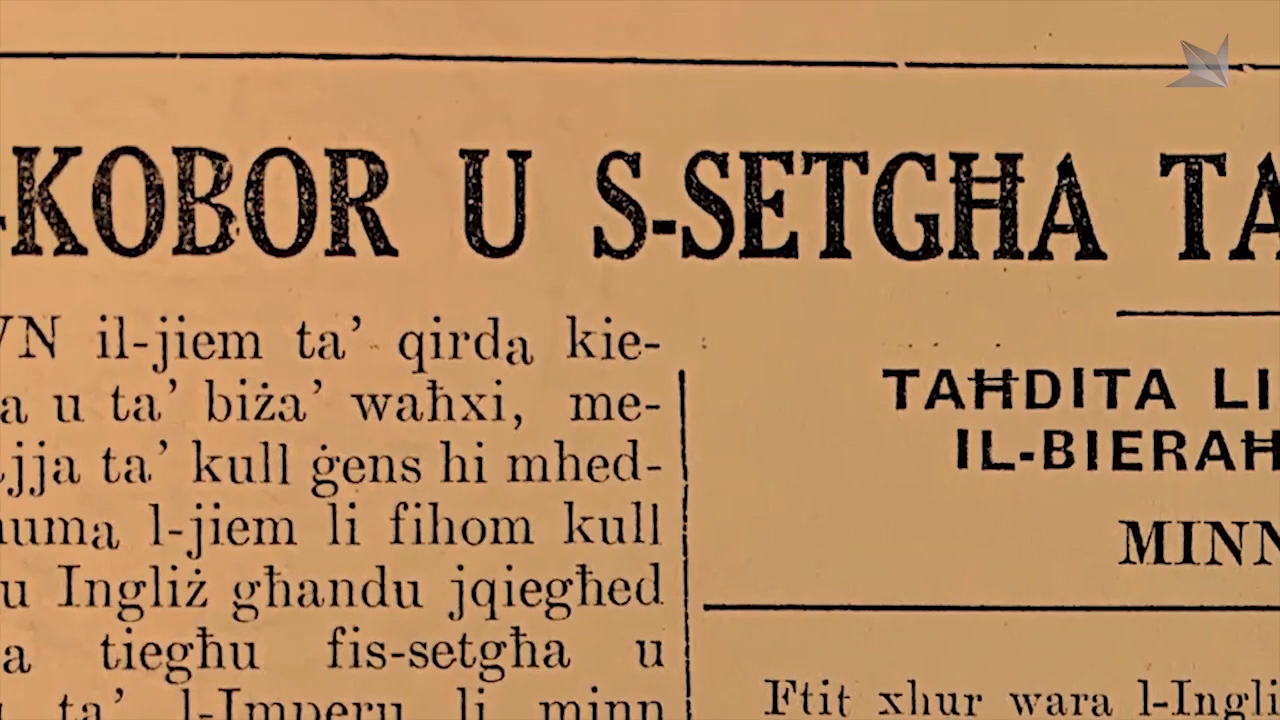 -KOBOR U S-SETGĦA TA
VN il-jiem ta’ qirda kie-
a u ta’ biża’ waħxi, me-
jja ta’ kull ġens hi mhed-
huma l-jiem li fihom kull
u Ingliż għandu jqiegħed
a tiegħu fis-setgħa u
ta’ l-Imperu li minn
TAĦDITA LI
IL-BIERAĦ
MINN
Ftit xhur wara l-Ingli